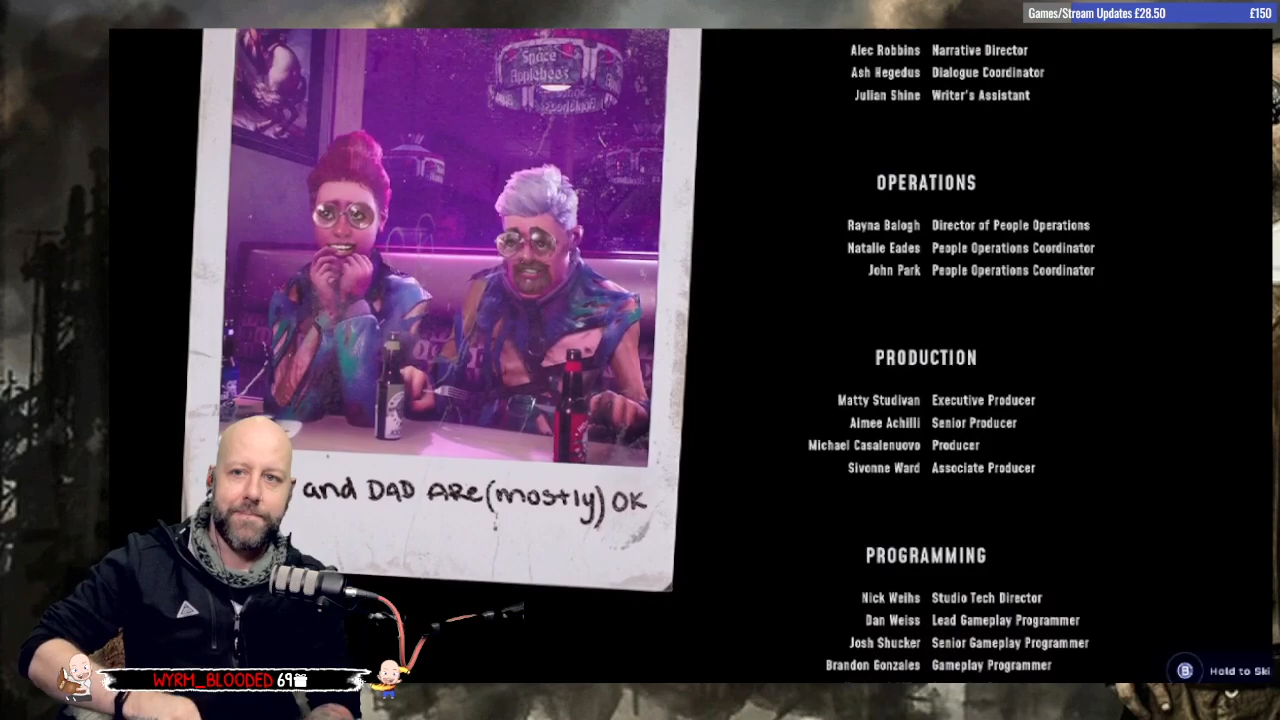 Games/Stream Updates £28.50 £150
Space
Applebee's
Alec Robbins Narrative Director
Ash Hegedus Dialogue Coordinator
Julian Shine Writer's Assistant
OPERATIONS
Rayna Balogh Director of People Operations
Natalie Eades People Operations Coordinator
John Park People Operations Coordinator
PRODUCTION
Matty Studivan Executive Producer
Aimee Achilli Senior Producer
Michael Casalenuovo Producer
Sivonne Ward Associate Producer
and DAD ARe (mostly) OK
PROGRAMMING
Nick Weihs Studio Tech Director
Dan Weiss Lead Gameplay Programmer
Josh Shucker Senior Gameplay Programmer
Brandon Gonzales Gameplay Programmer
B Hold to Ski
WYRM_BLOODED 69